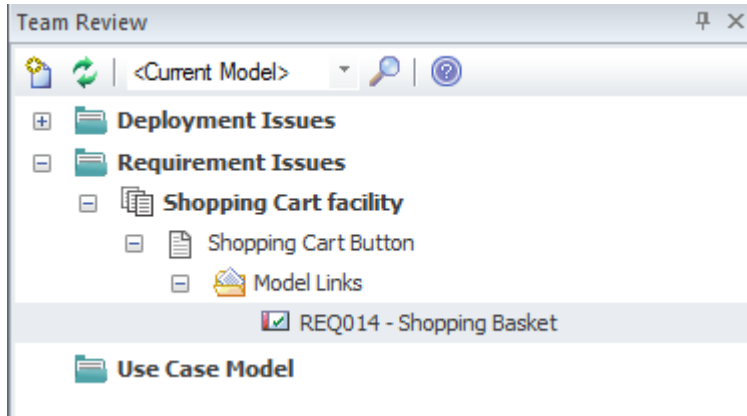 Team Review
<Current Model>
Deployment Issues
Requirement Issues
Shopping Cart facility
Shopping Cart Button
Model Links
REQ014 - Shopping Basket
Use Case Model